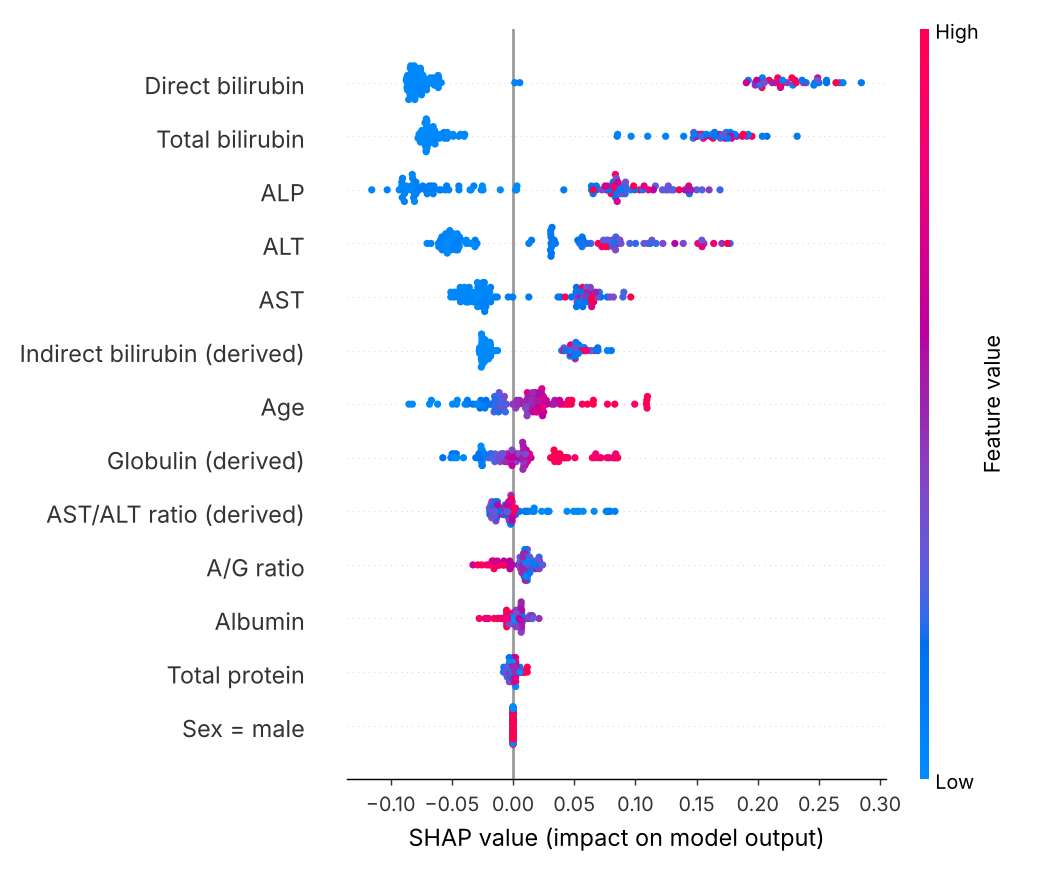 High
Direct bilirubin
Total bilirubin
ALP
ALT
AST
Indirect bilirubin (derived)
Age
Globulin (derived)
AST/ALT ratio (derived)
A/G ratio
Albumin
Total protein
Sex = male
Feature value
Low
−0.10 −0.05 0.00 0.05 0.10 0.15 0.20 0.25 0.30
SHAP value (impact on model output)